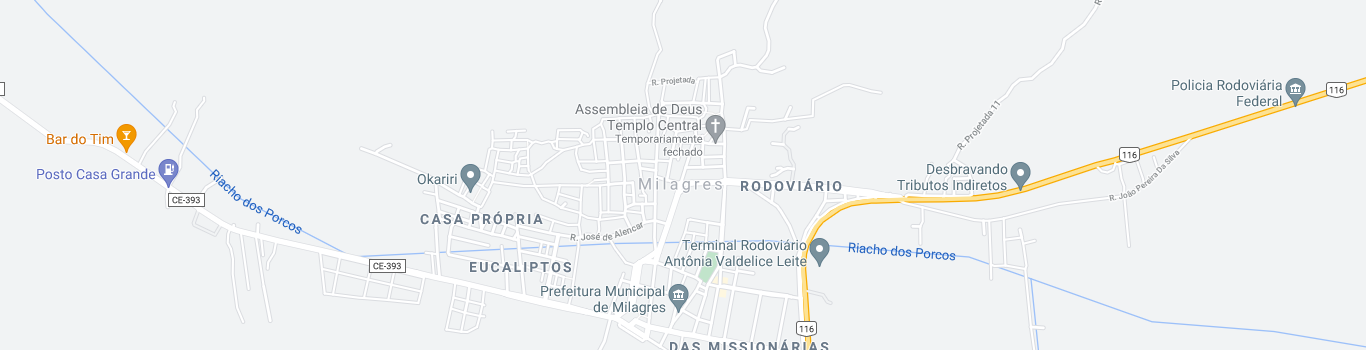 R. Projetada
Policia Rodoviária
Federal
116
116
R. Projetada 11
Assembleia de Deus
Templo Central
Temporariamente
fechado
Bar do Tim
Posto Casa Grande
CE-393
Riacho dos Porcos
Okariri
Milagres
RODOVIÁRIO
Desbravando
Tributos Indiretos
R. João Pereira Da Silva
CASA PRÓPRIA
R. José de Alencar
Terminal Rodoviário
Antônia Valdelice Leite
Riacho dos Porcos
CE-393
EUCALIPTOS
Prefeitura Municipal
de Milagres
116
DAS MISSIONÁRIAS